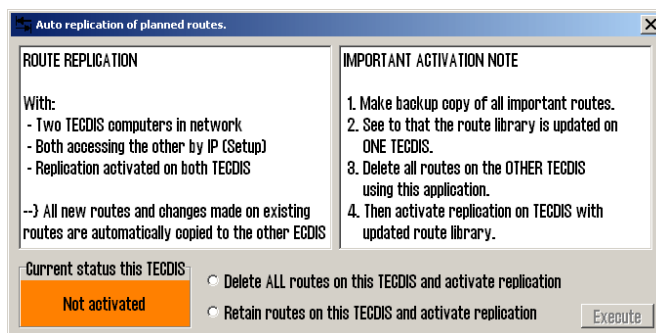 Auto replication of planned routes.
ROUTE REPLICATION
With:
- Two TECDIS computers in network
- Both accessing the other by IP (Setup)
- Replication activated on both TECDIS
--} All new routes and changes made on existing
routes are automatically copied to the other ECDIS
IMPORTANT ACTIVATION NOTE
1. Make backup copy of all important routes.
2. See to that the route library is updated on
ONE TECDIS.
3. Delete all routes on the OTHER TECDIS
using this application.
4. Then activate replication on TECDIS with
updated route library.
Current status this TECDIS
Not activated
Delete ALL routes on this TECDIS and activate replication
Retain routes on this TECDIS and activate replication
Execute